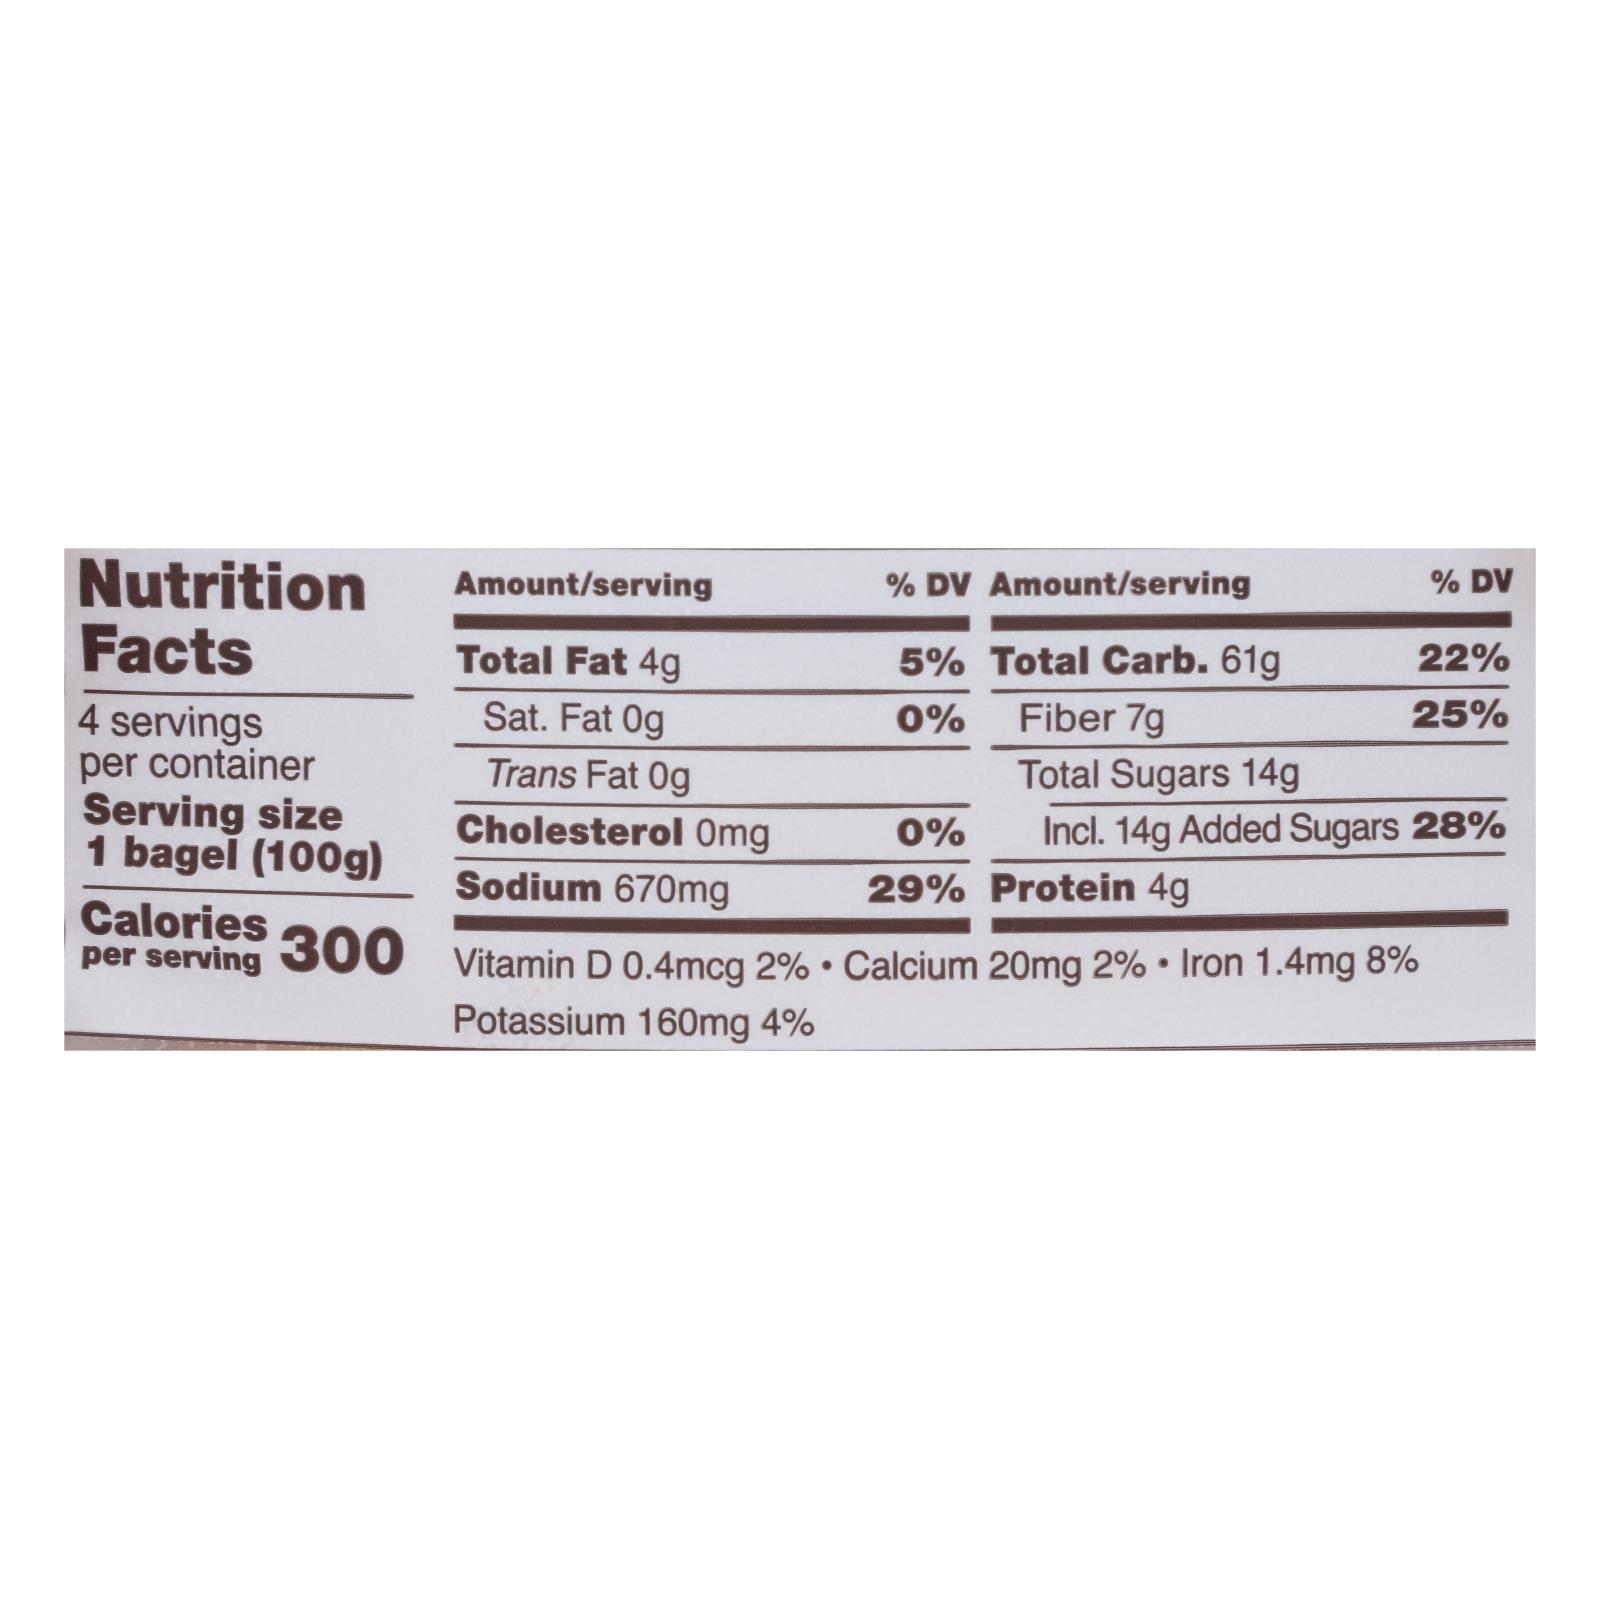 Nutrition
Facts
4 servings
per container
Serving size
1 bagel (100g)
Calories
per serving 300
Amount/serving % DV
Total Fat 4g 5%
Sat. Fat 0g 0%
Trans Fat 0g
Cholesterol 0mg 0%
Sodium 670mg 29%
Amount/serving % DV
Total Carb. 61g 22%
Fiber 7g 25%
Total Sugars 14g
Incl. 14g Added Sugars 28%
Protein 4g
Vitamin D 0.4mcg 2% • Calcium 20mg 2% • Iron 1.4mg 8%
Potassium 160mg 4%